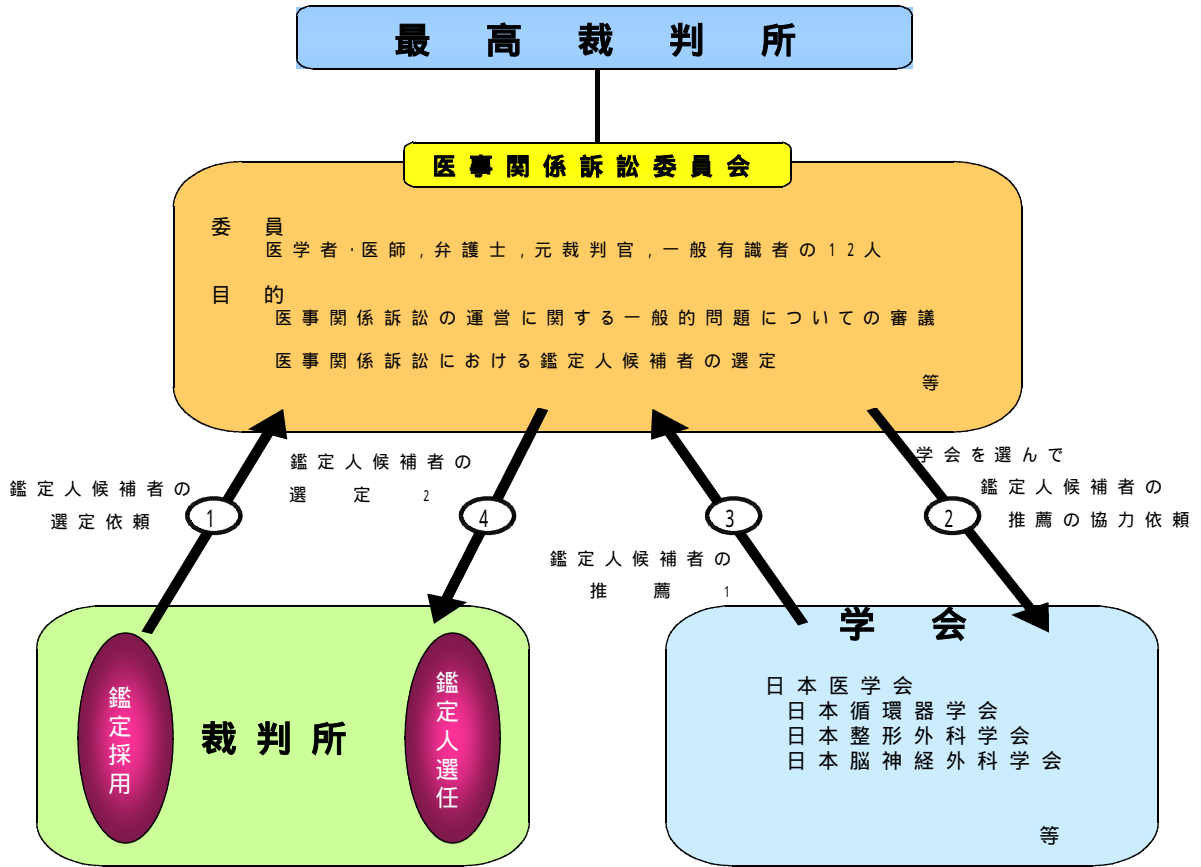 最高裁判所
医事関係訴訟委員会
委員
医学者・医師,弁護士,元裁判官,一般有識者の12人
目的
医事関係訴訟の運営に関する一般的問題についての審議
医事関係訴訟における鑑定人候補者の選定
等
鑑定人候補者の
選定依頼
1
鑑定人候補者の
選定 2
4
3
鑑定人候補者の
推薦 1
学会を選んで
鑑定人候補者の
推薦の協力依頼
2
鑑定採用
裁判所
鑑定人選任
学会
日本医学会
日本循環器学会
日本整形外科学会
日本脳神経外科学会
等